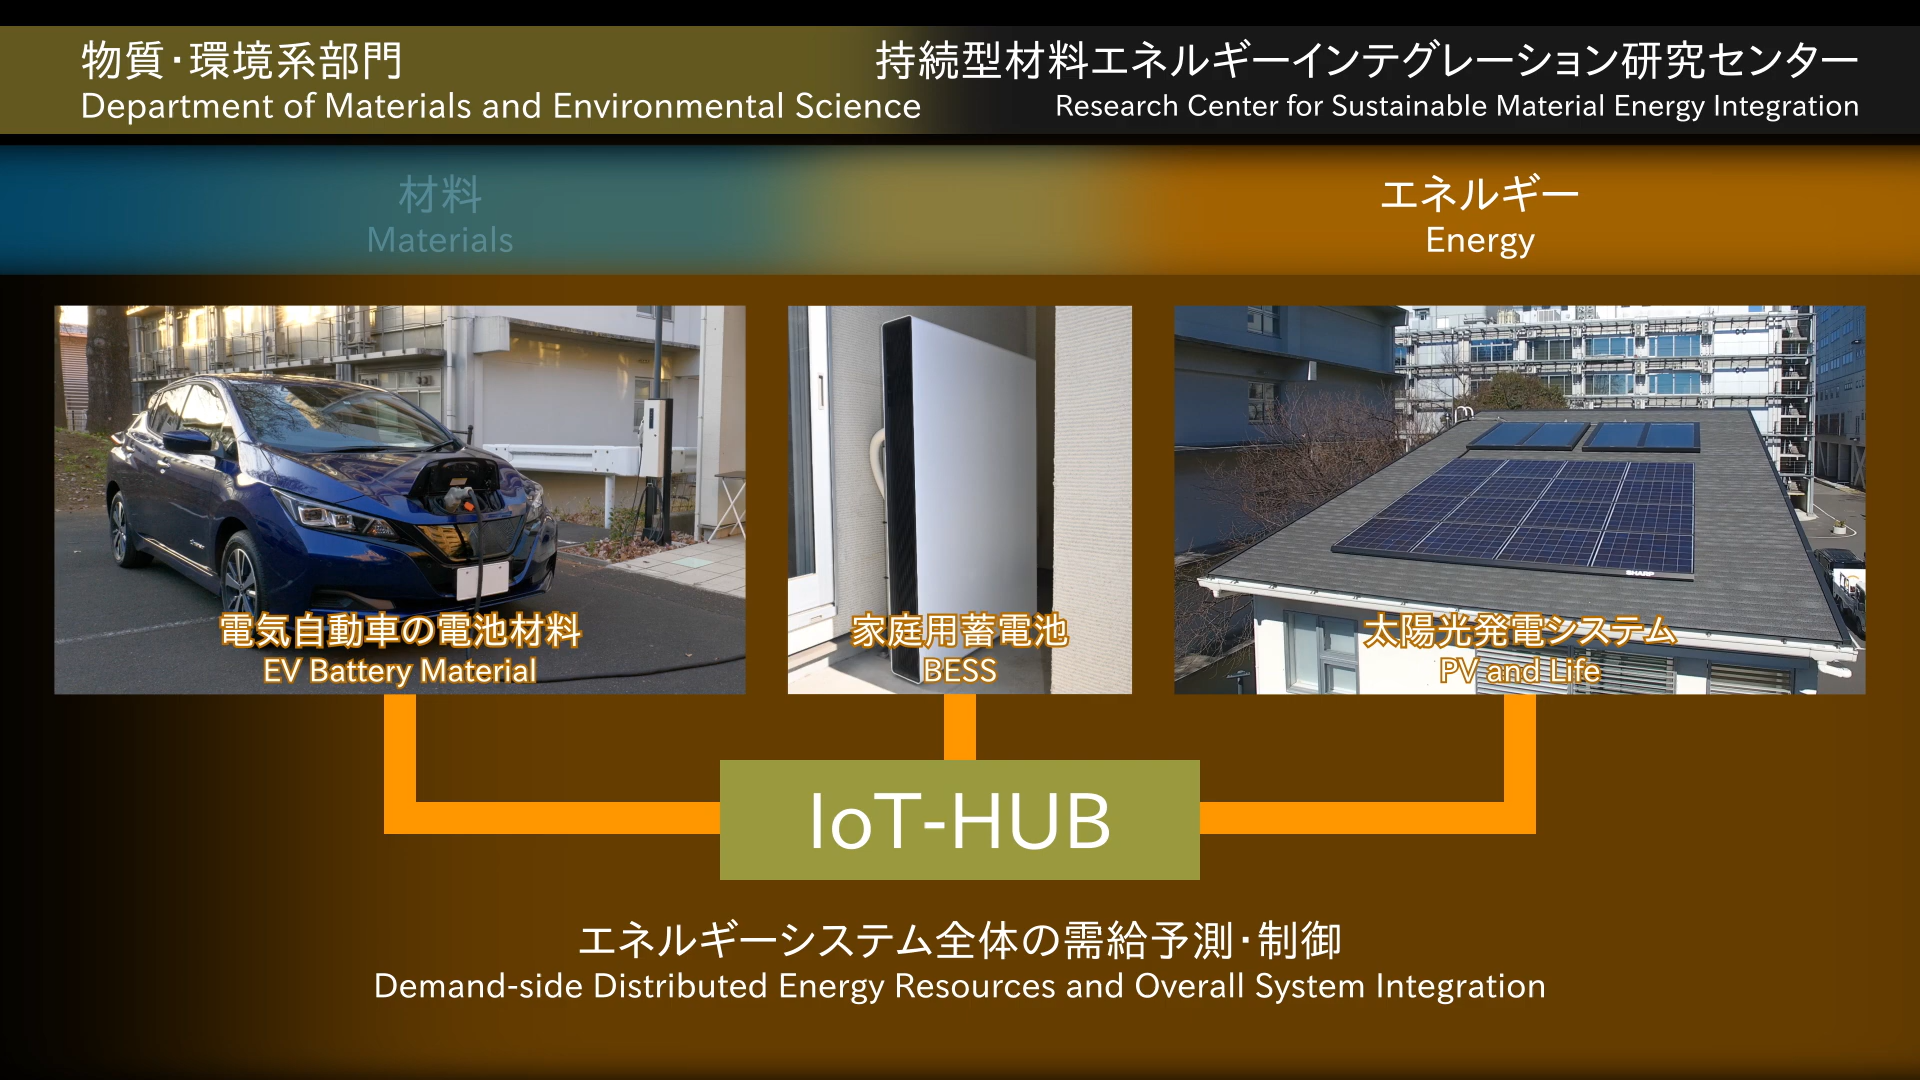 物質・環境系部門
Department of Materials and Environmental Science
持続型材料エネルギーインテグレーション研究センター
Research Center for Sustainable Material Energy Integration
材料
Materials
エネルギー
Energy
電気自動車の電池材料
EV Battery Material
家庭用蓄電池
BESS
SHARP
太陽光発電システム
PV and Life
IoT-HUB
エネルギーシステム全体の需給予測・制御
Demand-side Distributed Energy Resources and Overall System Integration